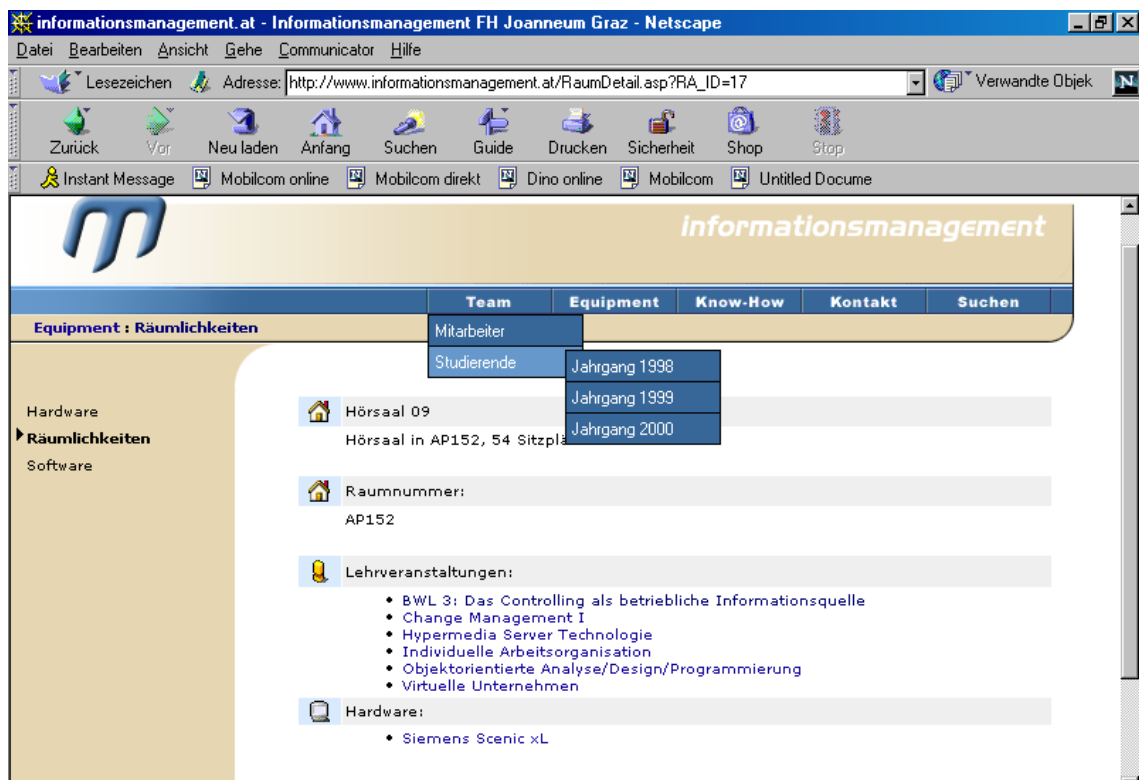 informationsmanagement.at - Informationsmanagement FH Joanneum Graz - Netscape
Datei Bearbeiten Ansicht Gehe Communicator Hilfe
Lesezeichen Adresse: http://www.informationsmanagement.at/RaumDetail.asp?RA_ID=17 Verwandte Objek N
Zurück Vor Neu laden Anfang Suchen Guide Drucken Sicherheit Shop Stop
Instant Message Mobilcom online Mobilcom direkt Dino online Mobilcom Untitled Docume
informationsmanagement
Team Equipment Know-How Kontakt Suchen
Equipment : Räumlichkeiten
Mitarbeiter
Studierende
Jahrgang 1998
Jahrgang 1999
Jahrgang 2000
Hardware
Räumlichkeiten
Software
Hörsaal 09
Hörsaal in AP152, 54 Sitzplä
Raumnummer:
AP152
Lehrveranstaltungen:
• BWL 3: Das Controlling als betriebliche Informationsquelle
• Change Management I
• Hypermedia Server Technologie
• Individuelle Arbeitsorganisation
• Objektorientierte Analyse/Design/Programmierung
• Virtuelle Unternehmen
Hardware:
• Siemens Scenic xL